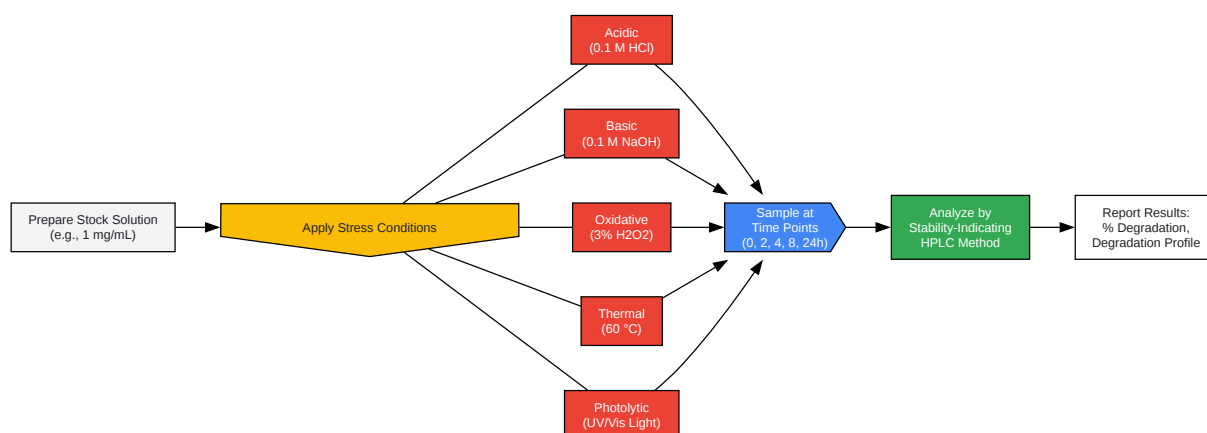 Prepare Stock Solution
(e.g., 1 mg/mL)
Apply Stress Conditions
Acidic
(0.1 M HCl)
Basic
(0.1 M NaOH)
Oxidative
(3% H2O2)
Thermal
(60 °C)
Photolytic
(UV/Vis Light)
Sample at
Time Points
(0, 2, 4, 8, 24h)
Analyze by
Stability-Indicating
HPLC Method
Report Results:
% Degradation,
Degradation Profile